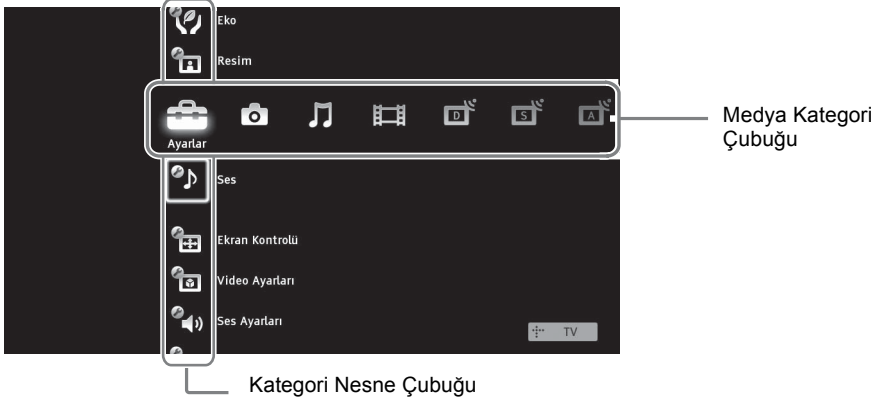 Eko
Resim
D
S
A
Ayarlar
Medya Kategori
Çubuğu
Ses
Ekran Kontrolü
Video Ayarları
Ses Ayarları
TV
Kategori Nesne Çubuğu